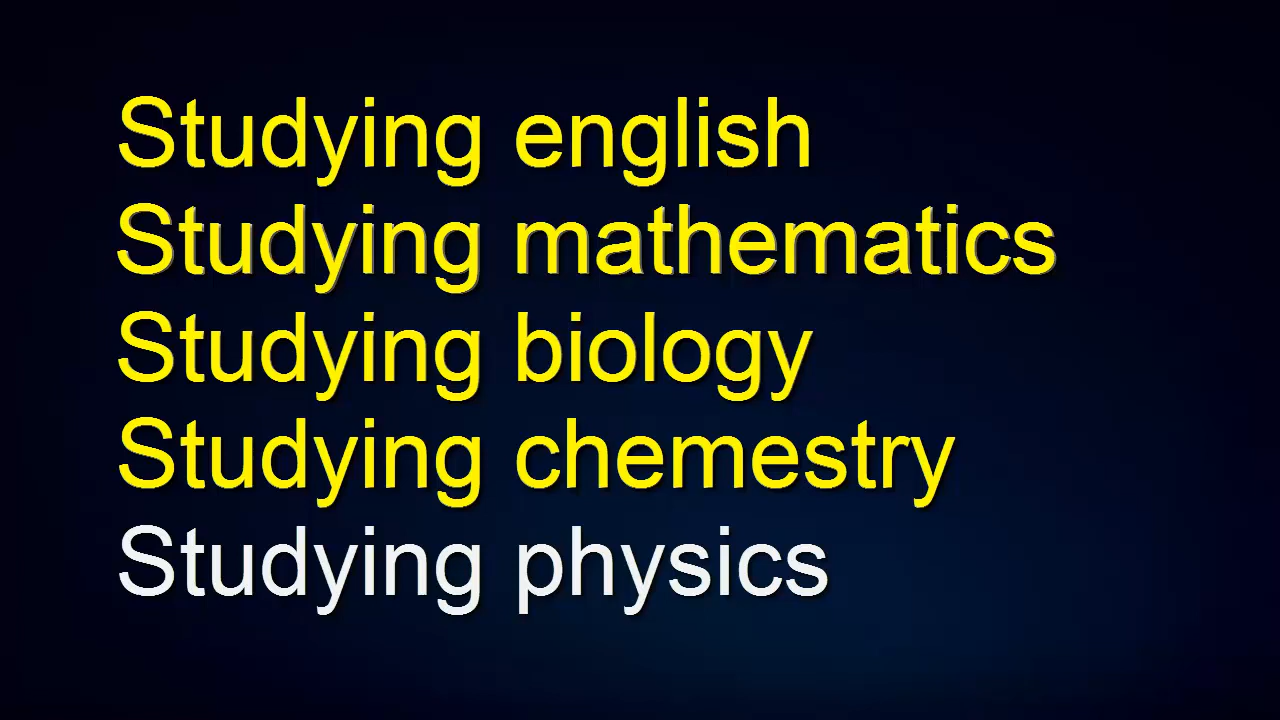 Studying english
Studying mathematics
Studying biology
Studying chemestry
Studying physics